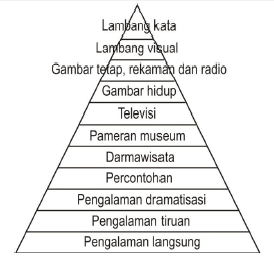 Lambang kata
Lambang visual
Gambar tetap, rekaman dan radio
Gambar hidup
Televisi
Pameran museum
Darmawisata
Percontohan
Pengalaman dramatisasi
Pengalaman tiruan
Pengalaman langsung